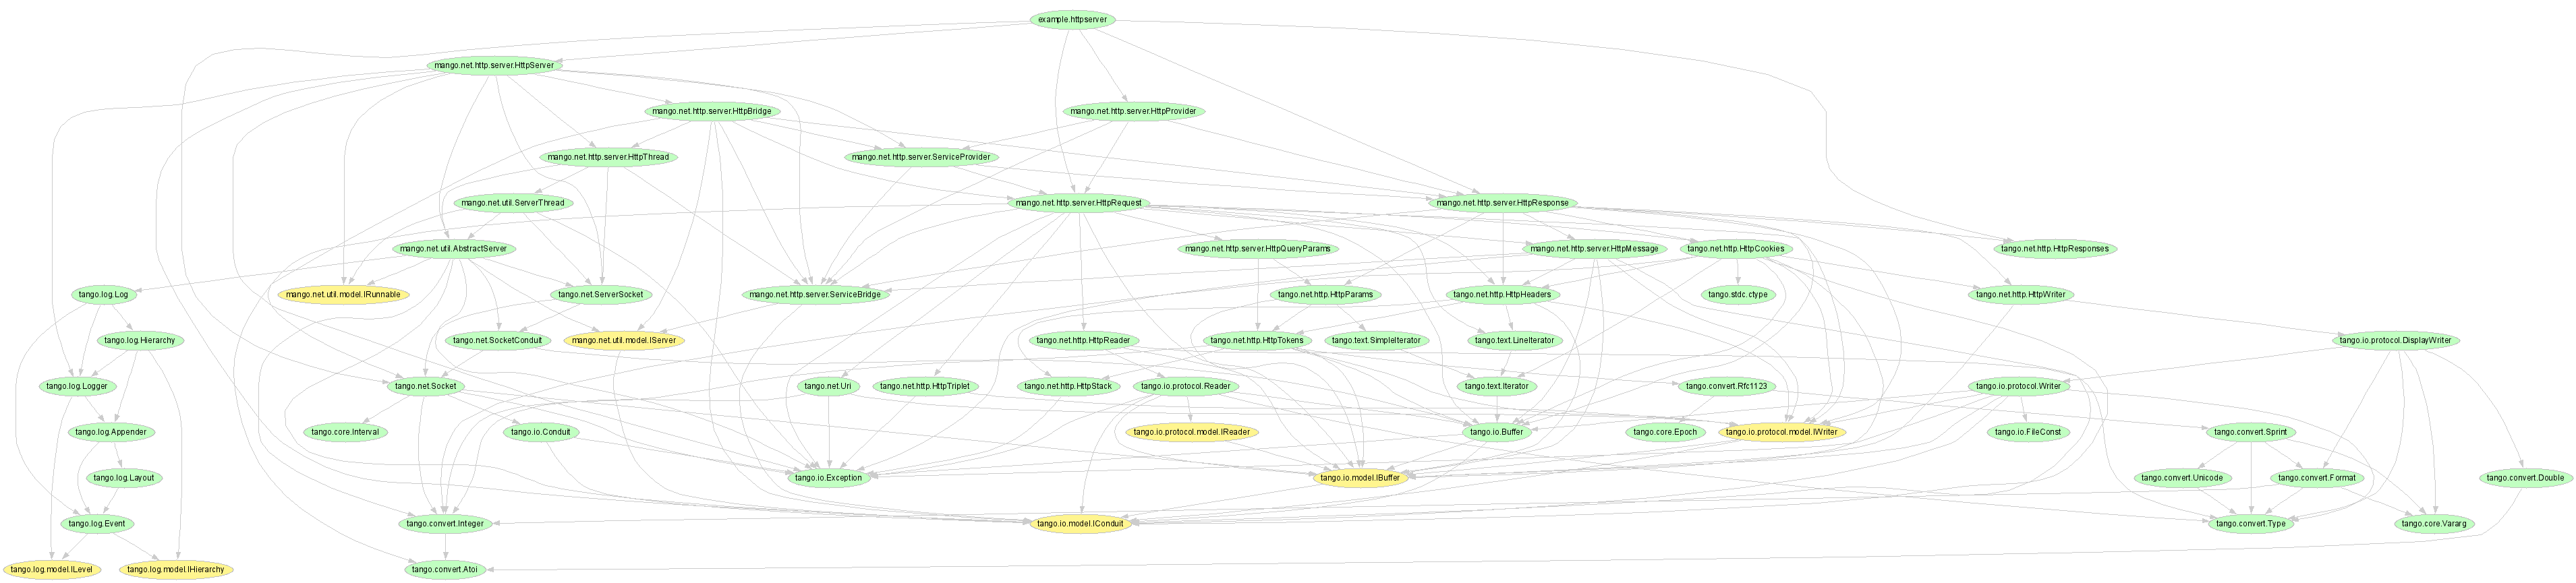 example.httpserver
mango.net.http.server.HttpServer
mango.net.http.server.HttpBridge
mango.net.http.server.HttpProvider
mango.net.http.server.HttpThread
mango.net.http.server.ServiceProvider
mango.net.util.ServerThread
mango.net.http.server.HttpRequest
mango.net.http.server.HttpResponse
mango.net.util.AbstractServer
mango.net.http.server.HttpQueryParams
mango.net.http.server.HttpMessage
tango.net.http.HttpCookies
tango.net.http.HttpResponses
tango.log.Log
mango.net.util.model.IRunnable
tango.net.ServerSocket
mango.net.http.server.ServiceBridge
tango.net.http.HttpParams
tango.net.http.HttpHeaders
tango.stdc.ctype
tango.net.http.HttpWriter
tango.log.Hierarchy
tango.net.SocketConduit
mango.net.util.model.IServer
tango.net.http.HttpReader
tango.net.http.HttpTokens
tango.text.SimpleIterator
tango.text.LineIterator
tango.io.protocol.DisplayWriter
tango.log.Logger
tango.net.Socket
tango.net.Uri
tango.net.http.HttpTriplet
tango.net.http.HttpStack
tango.io.protocol.Reader
tango.text.Iterator
tango.convert.Rfc1123
tango.io.protocol.Writer
tango.log.Appender
tango.core.Interval
tango.io.Conduit
tango.io.protocol.model.IReader
tango.io.Buffer
tango.core.Epoch
tango.io.protocol.model.IWriter
tango.io.FileConst
tango.convert.Sprint
tango.log.Layout
tango.io.Exception
tango.io.model.IBuffer
tango.convert.Unicode
tango.convert.Format
tango.convert.Double
tango.log.Event
tango.convert.Integer
tango.io.model.IConduit
tango.convert.Type
tango.core.Vararg
tango.log.model.ILevel
tango.log.model.IHierarchy
tango.convert.Atoi